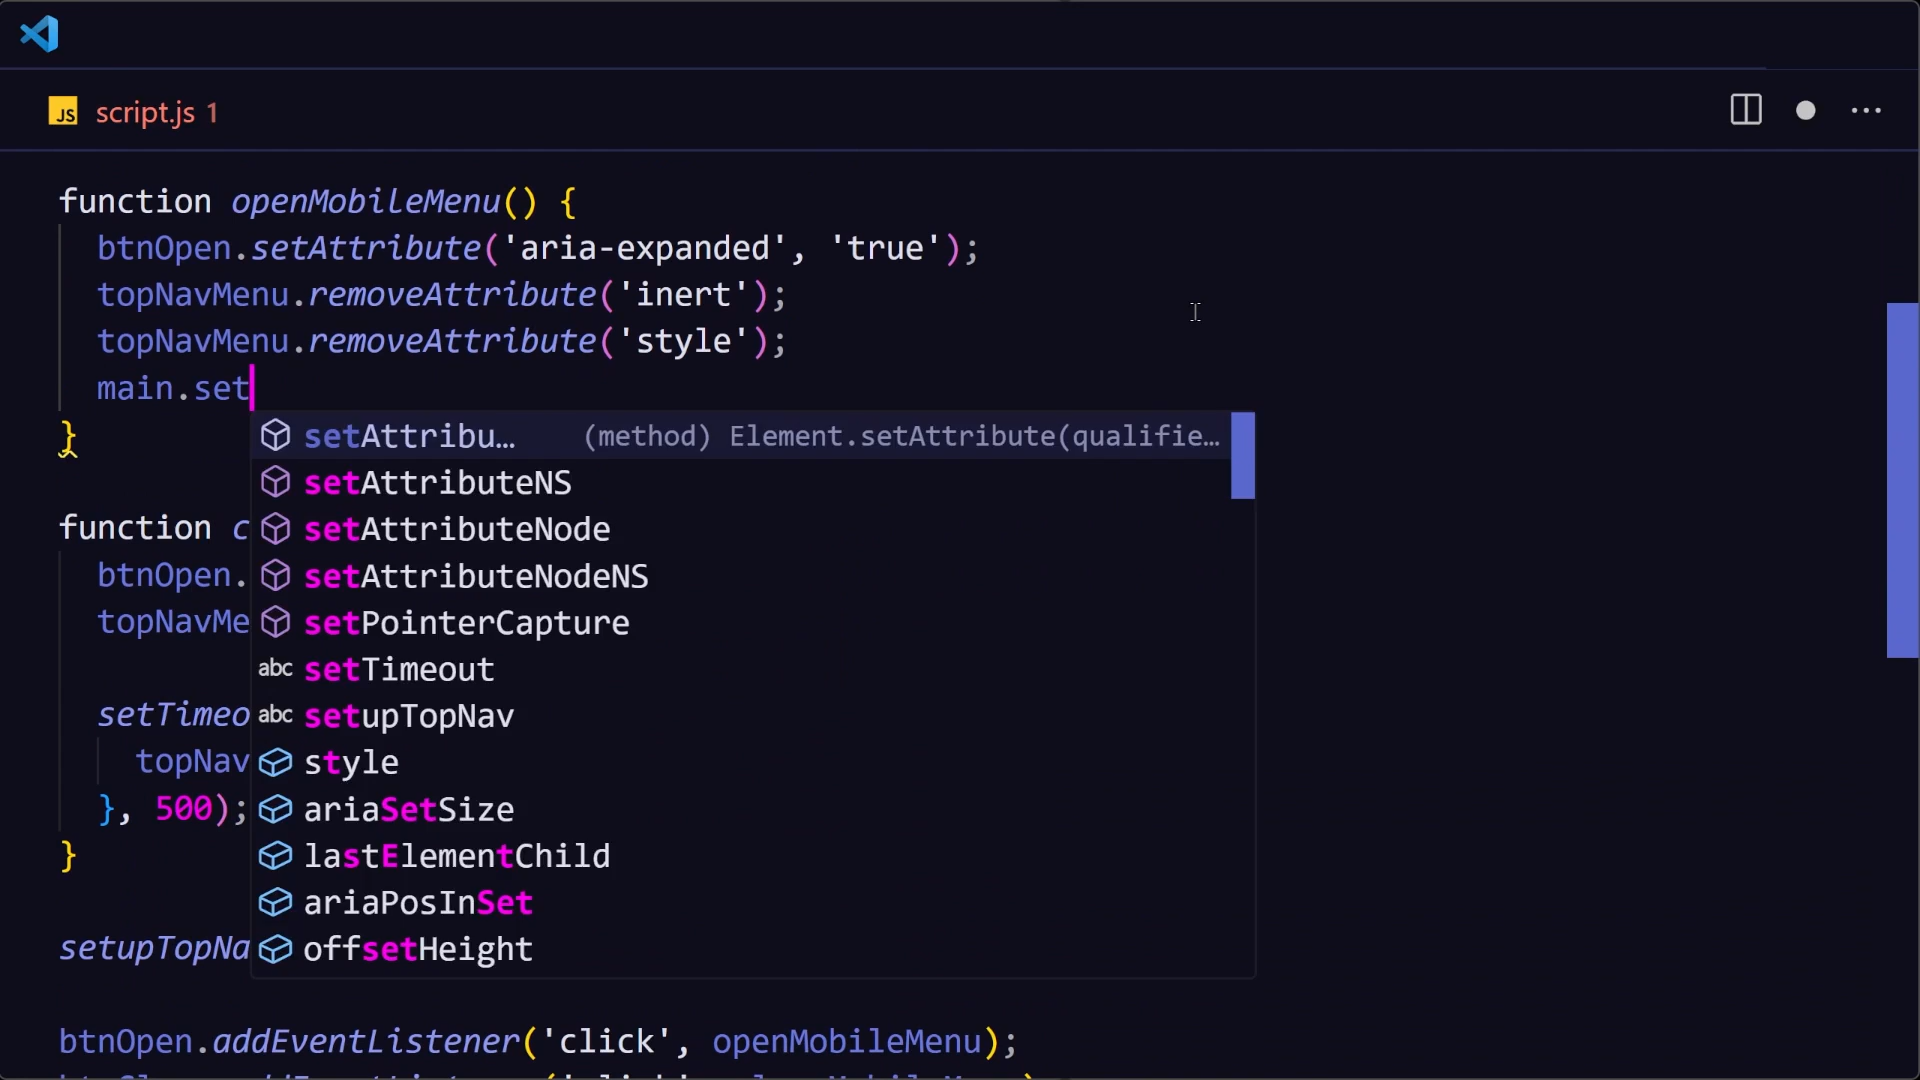 JS script.js 1
function openMobileMenu() {
btnOpen.setAttribute('aria-expanded', 'true');
topNavMenu.removeAttribute('inert');
topNavMenu.removeAttribute('style');
main.set
}
setAttribu… (method) Element.setAttribute(qualifie…
setAttributeNS
function c
setAttributeNode
btnOpen.
setAttributeNodeNS
topNavMe
setPointerCapture
abc setTimeout
setTimeo
abc setupTopNav
topNav
style
}, 500);
ariaSetSize
}
lastElementChild
ariaPosInSet
setupTopNa
offsetHeight
btnOpen.addEventListener('click', openMobileMenu);